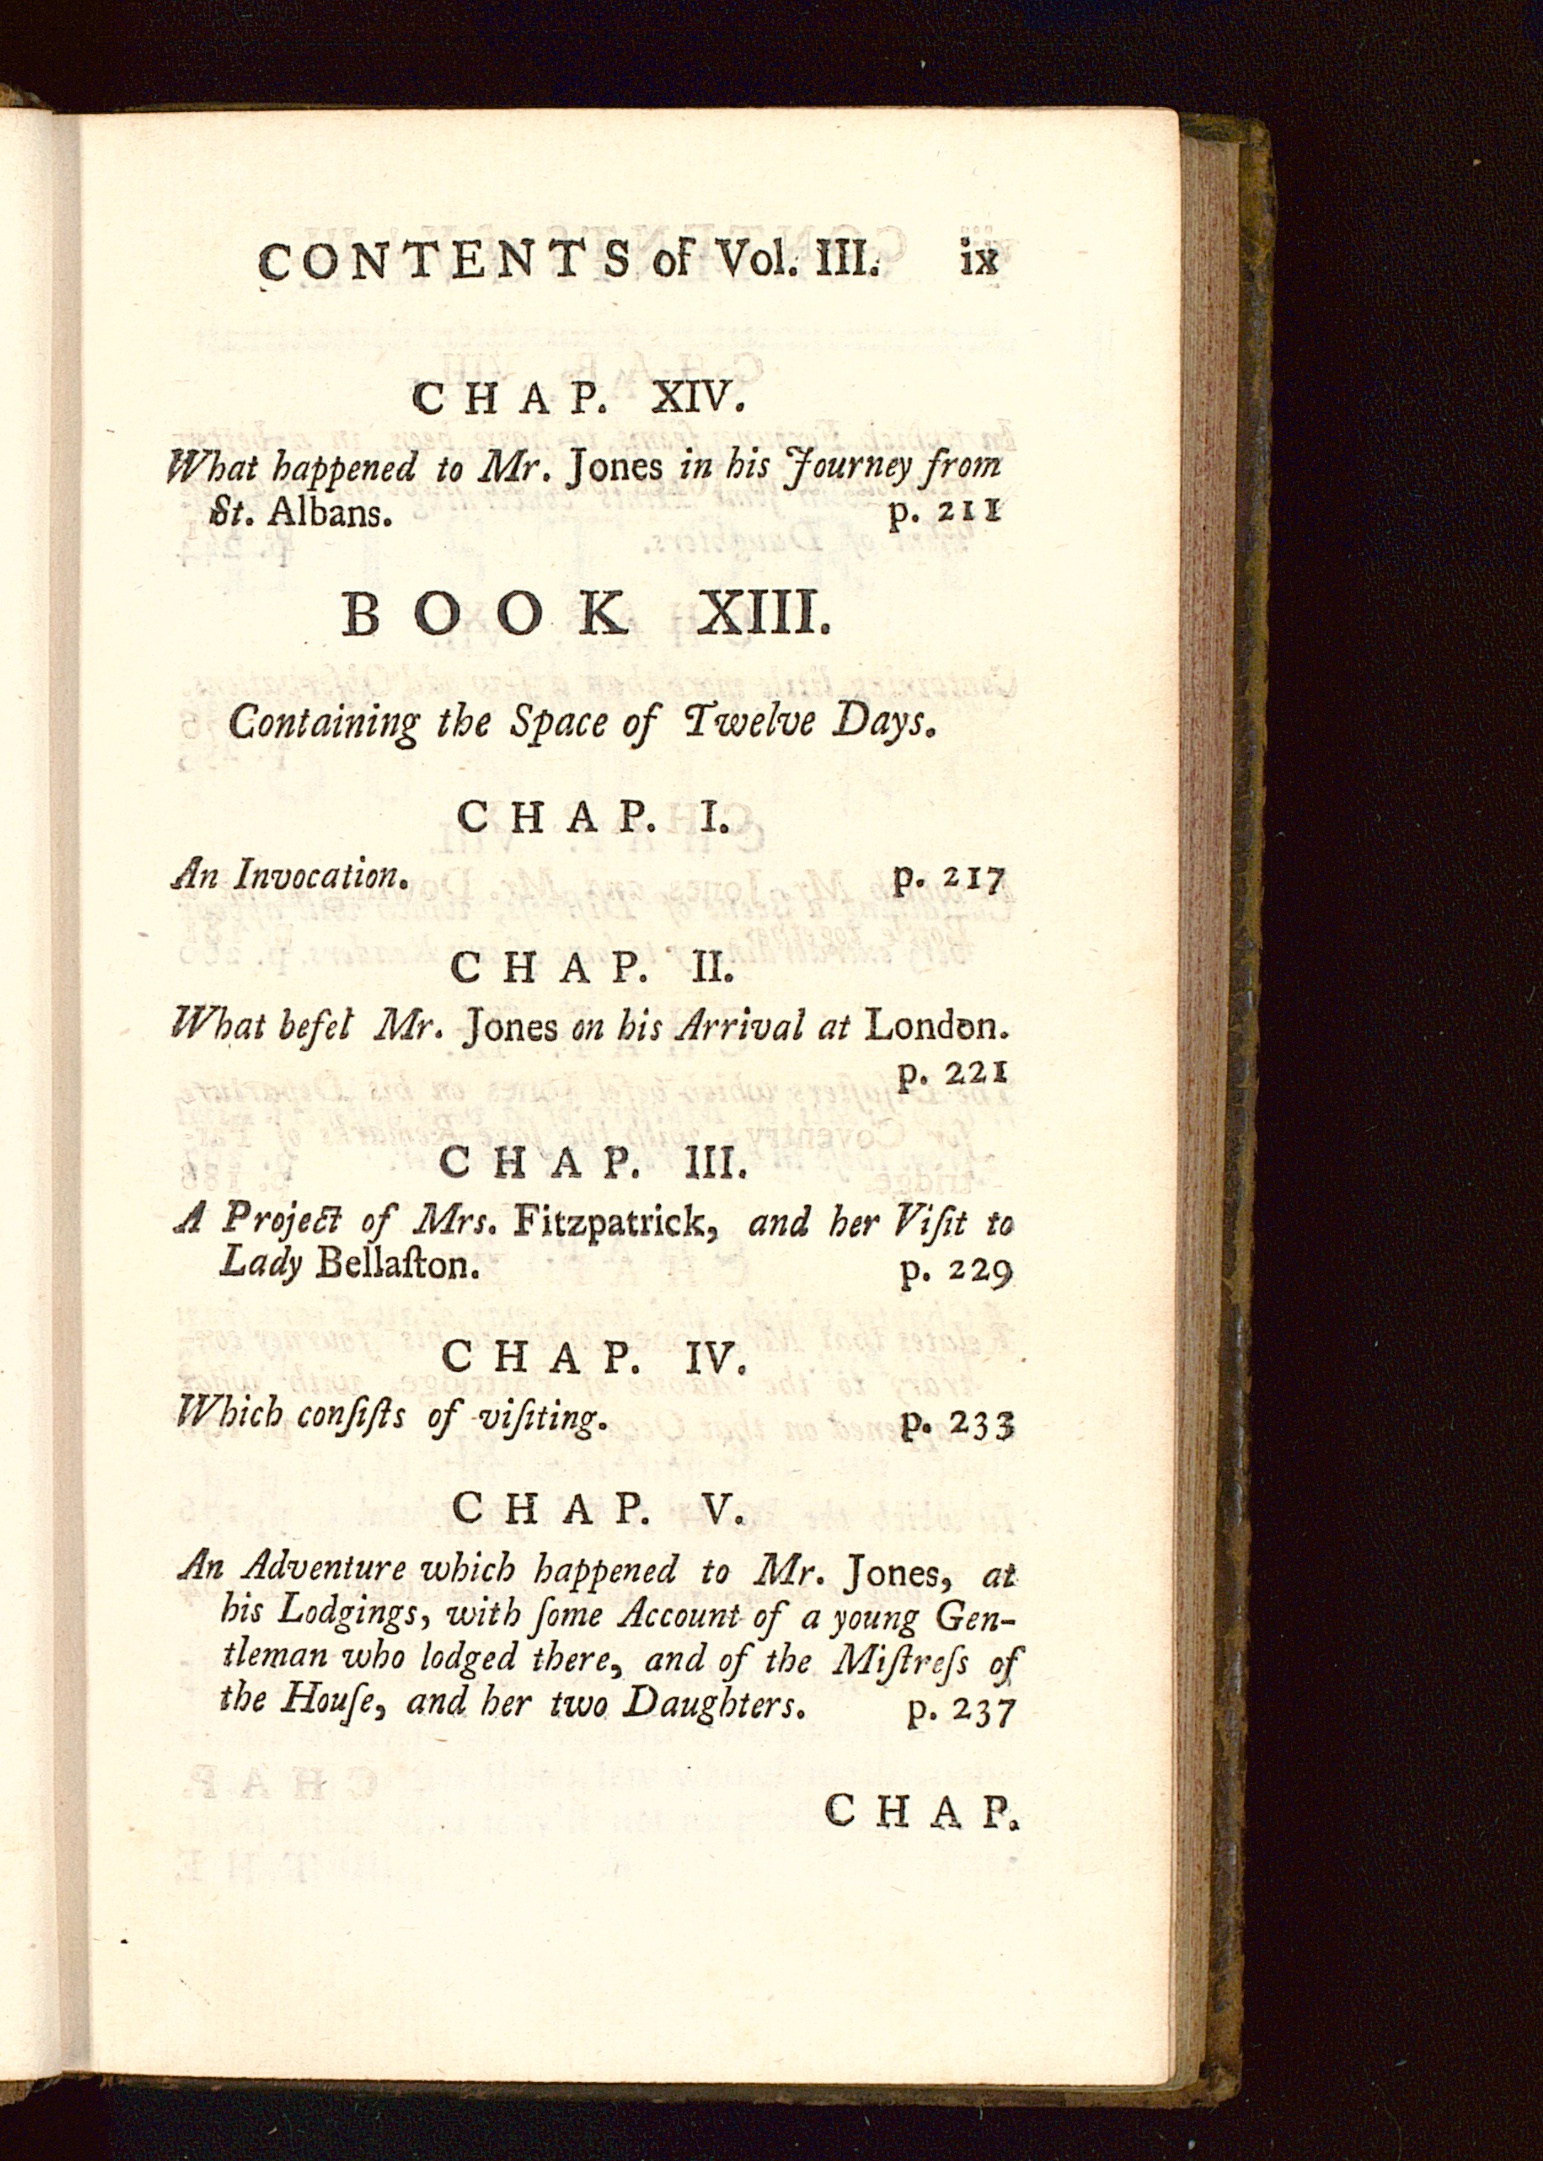 CONTENTS of Vol. III. ix
CHAP. XIV.
What happened to Mr. Jones in his Journey from
St. Albans. p. 211
BOOK XIII.
Containing the Space of Twelve Days.
CHAP. I.
An Invocation. p. 217
CHAP. II.
What befel Mr. Jones on his Arrival at London.
p. 221
CHAP. III.
A Project of Mrs. Fitzpatrick, and her Viſit to
Lady Bellaſton. p. 229
CHAP. IV.
Which conſiſts of viſiting. p. 233
CHAP. V.
An Adventure which happened to Mr. Jones, at
his Lodgings, with ſome Account of a young Gen-
tleman who lodged there, and of the Miſtreſs of
the Houſe, and her two Daughters. p. 237
CHAP.